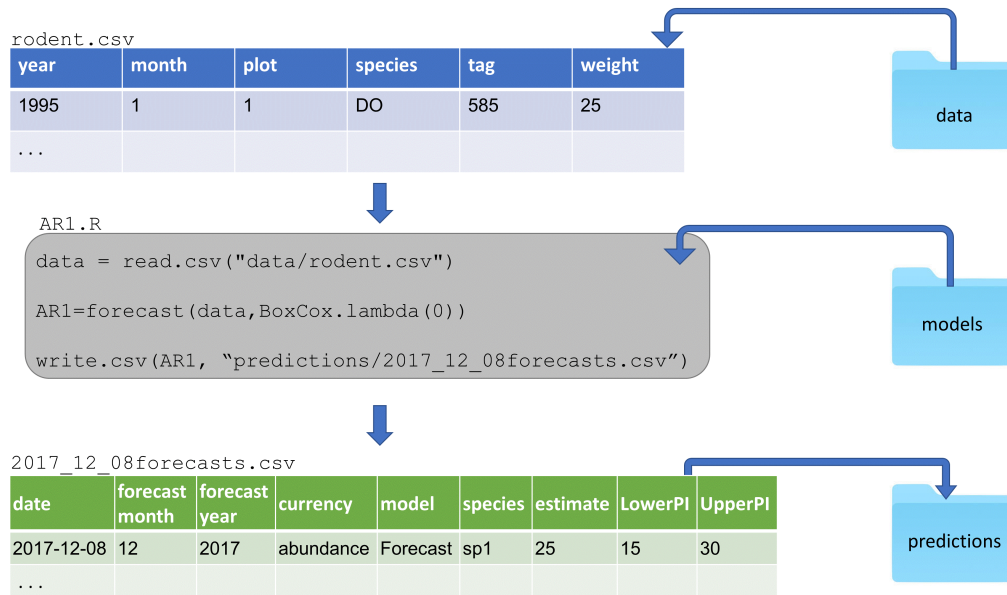 rodent.csv
year month plot species tag weight
1995 1 1 DO 585 25
...
data
AR1.R
data = read.csv("data/rodent.csv")
AR1=forecast(data,BoxCox.lambda(0))
write.csv(AR1, “predictions/2017_12_08forecasts.csv”)
models
2017_12_08forecasts.csv
date forecast month forecast year currency model species estimate LowerPI UpperPI
2017-12-08 12 2017 abundance Forecast sp1 25 15 30
...
predictions